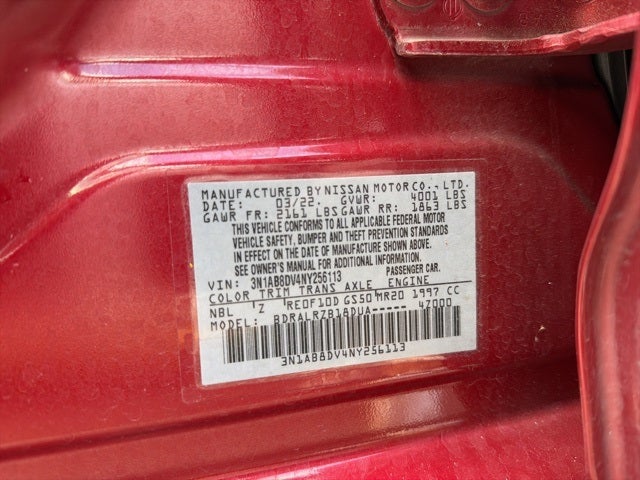 MANUFACTURED BY NISSAN MOTOR CO., LTD.
DATE: 03/22. GVWR: 4001 LBS
GAWR FR: 2161 LBS GAWR RR: 1863 LBS
THIS VEHICLE CONFORMS TO ALL APPLICABLE FEDERAL MOTOR
VEHICLE SAFETY, BUMPER AND THEFT PREVENTION STANDARDS
IN EFFECT ON THE DATE OF MANUFACTURE SHOWN ABOVE.
SEE OWNER'S MANUAL FOR ADDITIONAL INFORMATION.
VIN: 3N1AB8DV4NY256113 PASSENGER CAR.
COLOR TRIM TRANS AXLE ENGINE
NBL Z RE0F10D GS50 MR20 1997 CC
MODEL: BDRALRZB18DUA----- 4Z000
3N1AB8DV4NY256113